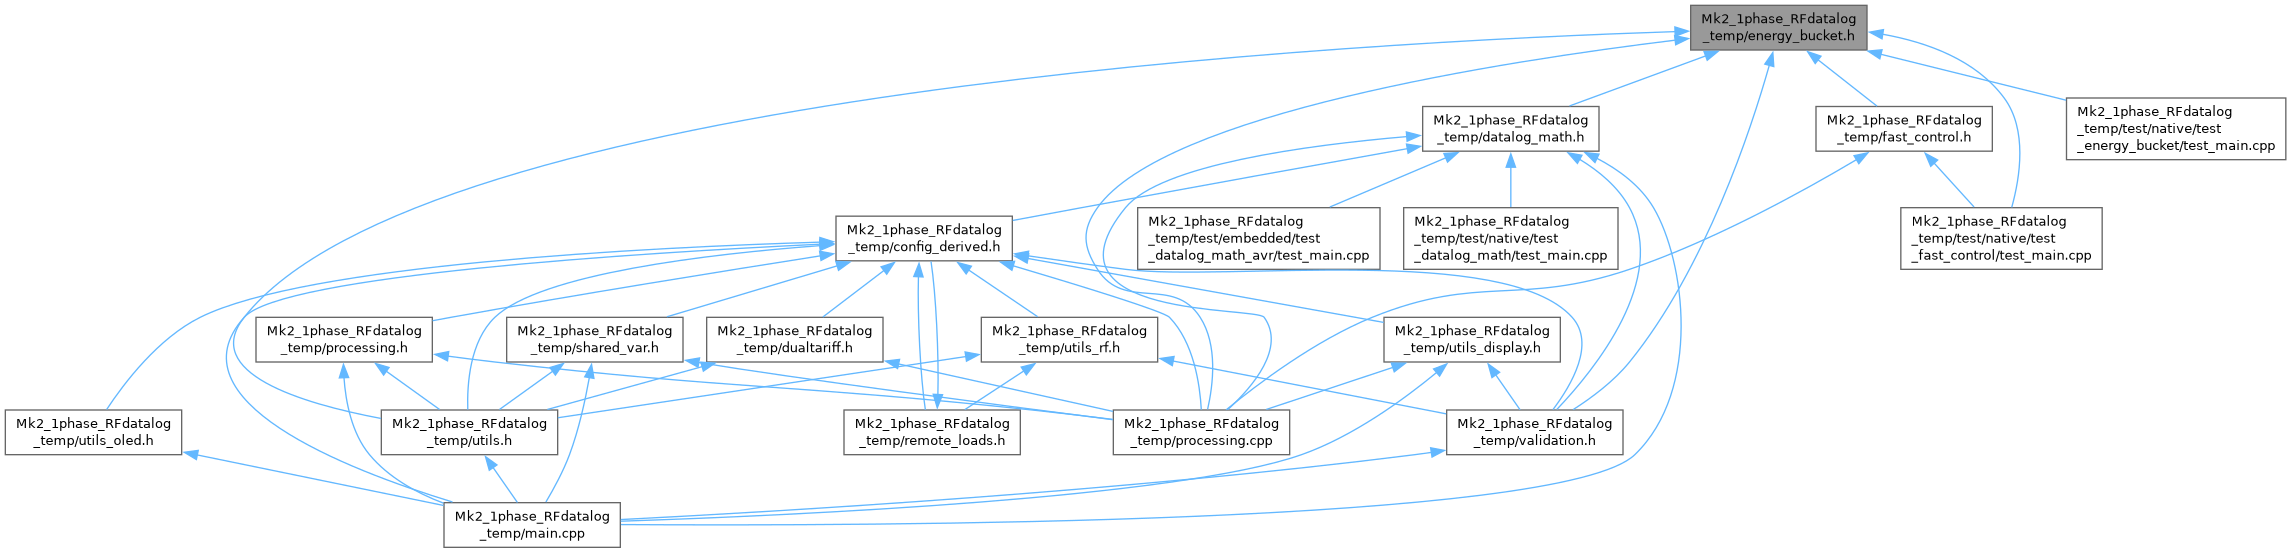 Mk2_1phase_RFdatalog
_temp/energy_bucket.h
Mk2_1phase_RFdatalog
_temp/datalog_math.h
Mk2_1phase_RFdatalog
_temp/fast_control.h
Mk2_1phase_RFdatalog
_temp/test/native/test
_energy_bucket/test_main.cpp
Mk2_1phase_RFdatalog
_temp/config_derived.h
Mk2_1phase_RFdatalog
_temp/test/embedded/test
_datalog_math_avr/test_main.cpp
Mk2_1phase_RFdatalog
_temp/test/native/test
_datalog_math/test_main.cpp
Mk2_1phase_RFdatalog
_temp/test/native/test
_fast_control/test_main.cpp
Mk2_1phase_RFdatalog
_temp/processing.h
Mk2_1phase_RFdatalog
_temp/shared_var.h
Mk2_1phase_RFdatalog
_temp/dualtariff.h
Mk2_1phase_RFdatalog
_temp/utils_rf.h
Mk2_1phase_RFdatalog
_temp/utils_display.h
Mk2_1phase_RFdatalog
_temp/utils_oled.h
Mk2_1phase_RFdatalog
_temp/utils.h
Mk2_1phase_RFdatalog
_temp/remote_loads.h
Mk2_1phase_RFdatalog
_temp/processing.cpp
Mk2_1phase_RFdatalog
_temp/validation.h
Mk2_1phase_RFdatalog
_temp/main.cpp